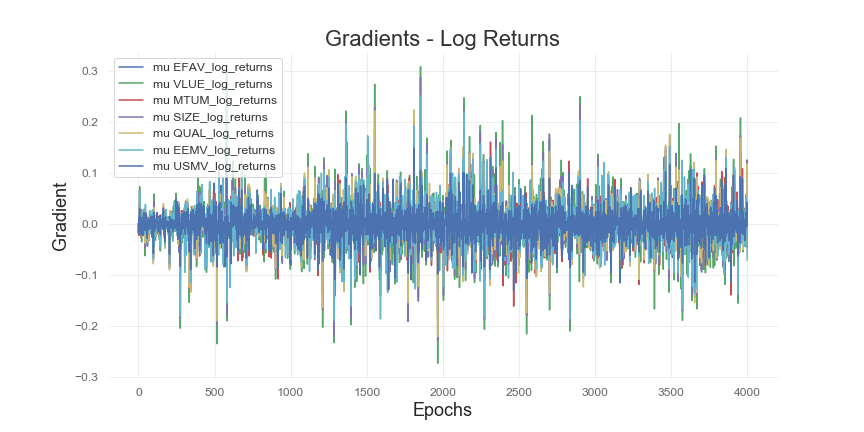 Gradients - Log Returns
mu EFAV_log_returns
mu VLUE_log_returns
mu MTUM_log_returns
mu SIZE_log_returns
mu QUAL_log_returns
mu EEMV_log_returns
mu USMV_log_returns
0.3
0.2
0.1
0.0
−0.1
−0.2
−0.3
Gradient
0 500 1000 1500 2000 2500 3000 3500 4000
Epochs